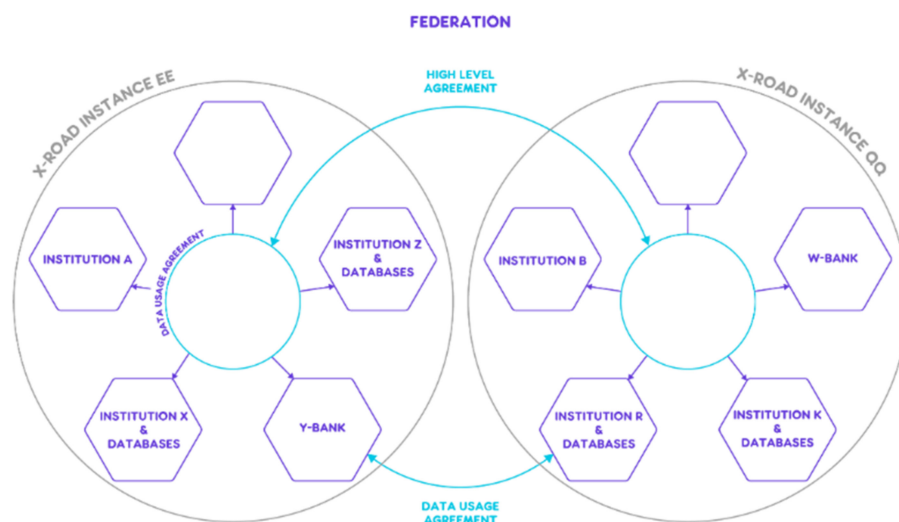 FEDERATION
HIGH LEVEL
AGREEMENT
X-ROAD INSTANCE EE
X-ROAD INSTANCE QQ
INSTITUTION A
DATA USAGE AGREEMENT
INSTITUTION Z
&
DATABASES
INSTITUTION B
W-BANK
INSTITUTION X
&
DATABASES
Y-BANK
INSTITUTION R
&
DATABASES
INSTITUTION K
&
DATABASES
DATA USAGE
AGREEMENT